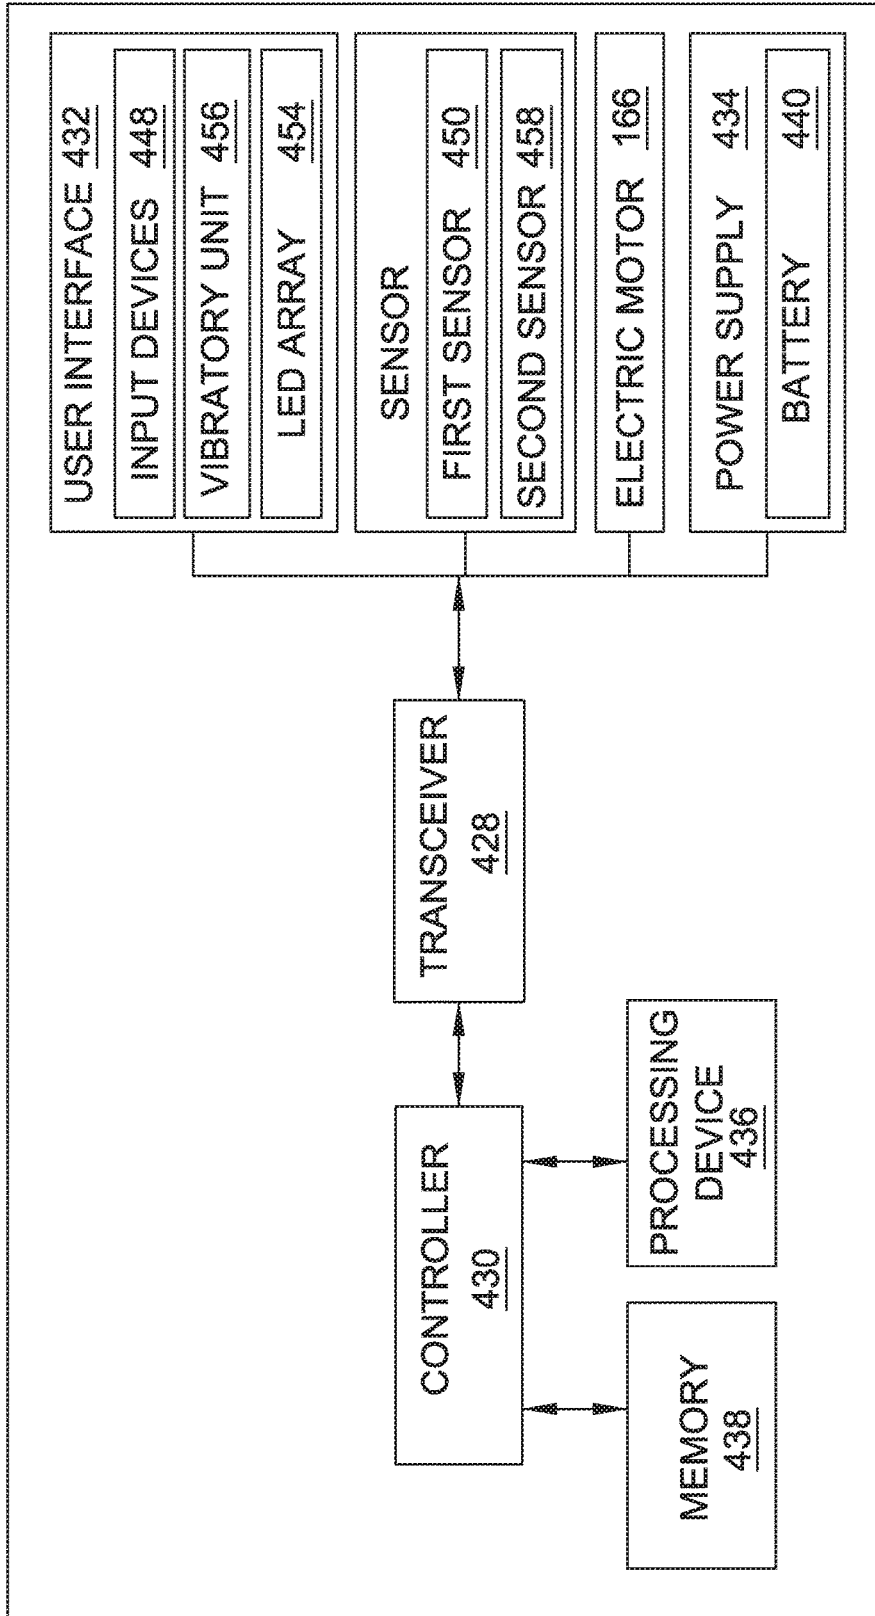 USER INTERFACE 432
INPUT DEVICES 448
VIBRATORY UNIT 456
LED ARRAY 454
SENSOR
FIRST SENSOR 450
SECOND SENSOR 458
ELECTRIC MOTOR 166
POWER SUPPLY 434
BATTERY 440
TRANSCEIVER
428
CONTROLLER
430
PROCESSING
DEVICE
436
MEMORY
438